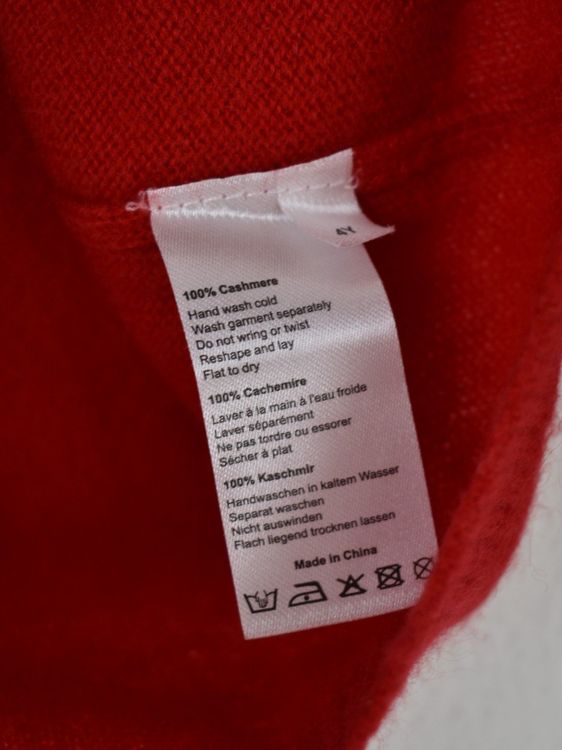 4Y
100% Cashmere
Hand wash cold
Wash garment separately
Do not wring or twist
Reshape and lay
Flat to dry
100% Cachemire
Laver à la main à l'eau froide
Laver séparément
Ne pas tordre ou essorer
Sécher à plat
100% Kaschmir
Handwaschen in kaltem Wasser
Separat waschen
Nicht auswinden
Flach liegend trocknen lassen
Made in China